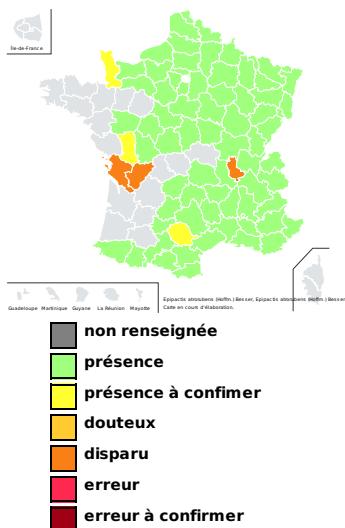 Île-de-France
Guadeloupe Martinique Guyane La Réunion Mayotte
Epipactis atrorubens (Hoffm.) Besser, Epipactis atrorubens (Hoffm.) Besser
Carte en cours d'élaboration.
non renseignée
présence
présence à confimer
douteux
disparu
erreur
erreur à confirmer